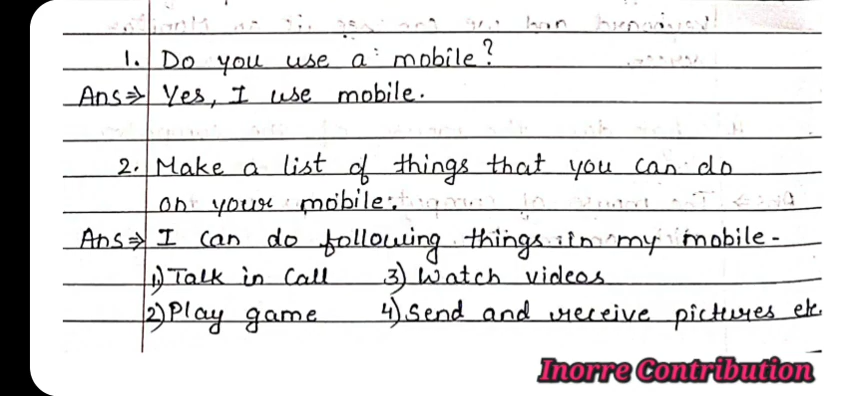 1. Do you use a mobile?
Ans⇒ Yes, I use mobile.
2. Make a list of things that you can do
on your mobile.
Ans⇒ I can do following things in my mobile -
1) Talk in Call 3) Watch videos
2) Play game 4) Send and receive pictures etc.
Inorre Contribution